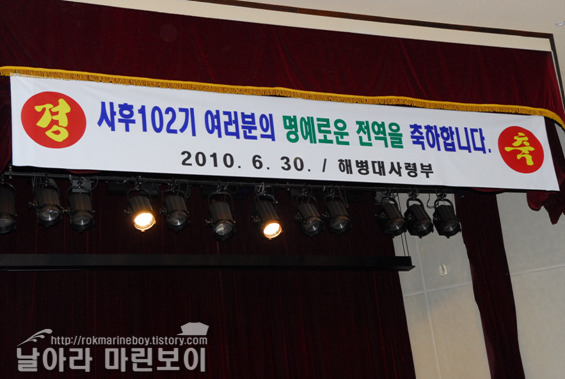 경 사후102기 여러분의 명예로운 전역을 축하합니다. 축
2010. 6. 30. / 해병대사령부
http://rokmarineboy.tistory.com
날아라 마린보이